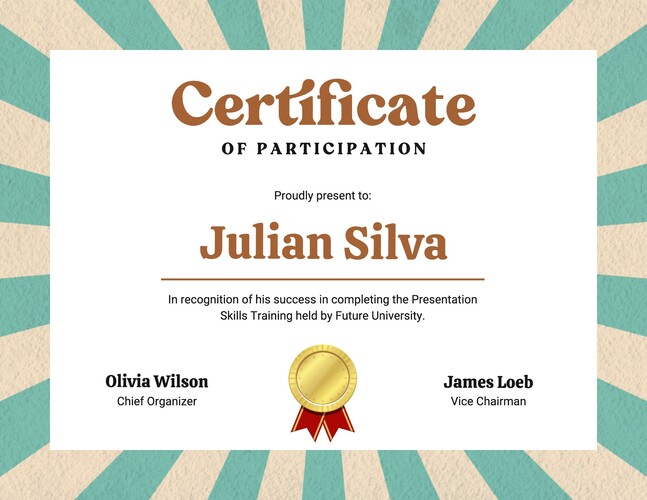 Certificate
OF PARTICIPATION
Proudly present to:
Julian Silva
In recognition of his success in completing the Presentation
Skills Training held by Future University.
Olivia Wilson
Chief Organizer
James Loeb
Vice Chairman